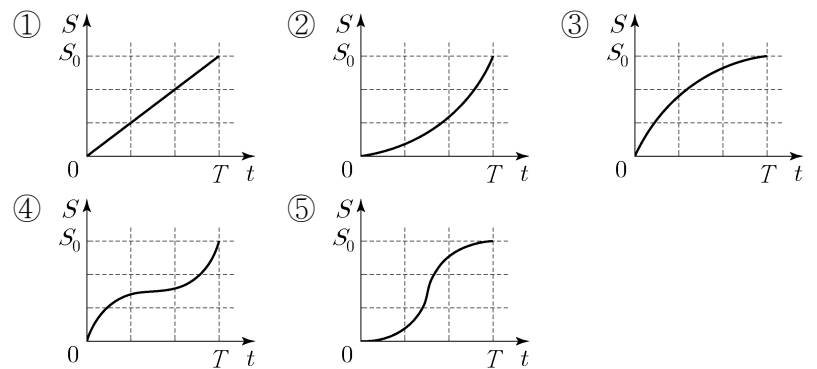 ① S S₀ 0 T t
② S S₀ 0 T t
③ S S₀ 0 T t
④ S S₀ 0 T t
⑤ S S₀ 0 T t